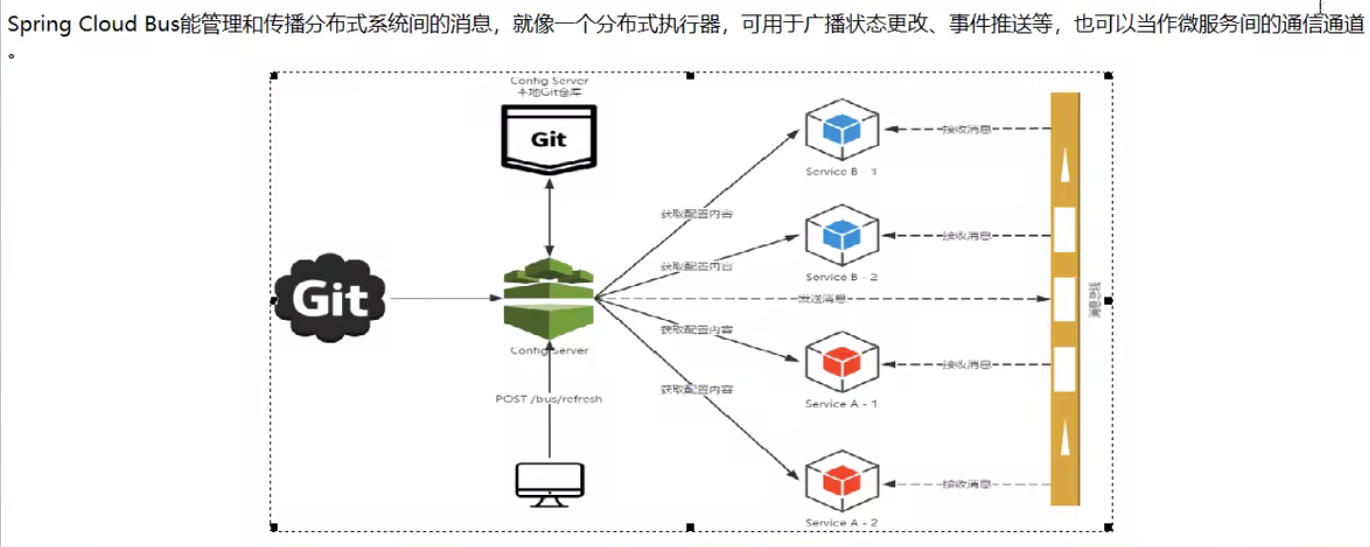 Spring Cloud Bus能管理和传播分布式系统间的消息，就像一个分布式执行器，可用于广播状态更改、事件推送等，也可以当作微服务间的通信通道
。
Config Server
本地Git仓库
Git
接收消息
Service B - 1
获取配置内容
接收消息
获取配置内容
Service B - 2
Git
发送消息
消息总线
获取配置内容
Config Server
接收消息
获取配置内容
POST /bus/refresh
Service A - 1
接收消息
Service A - 2